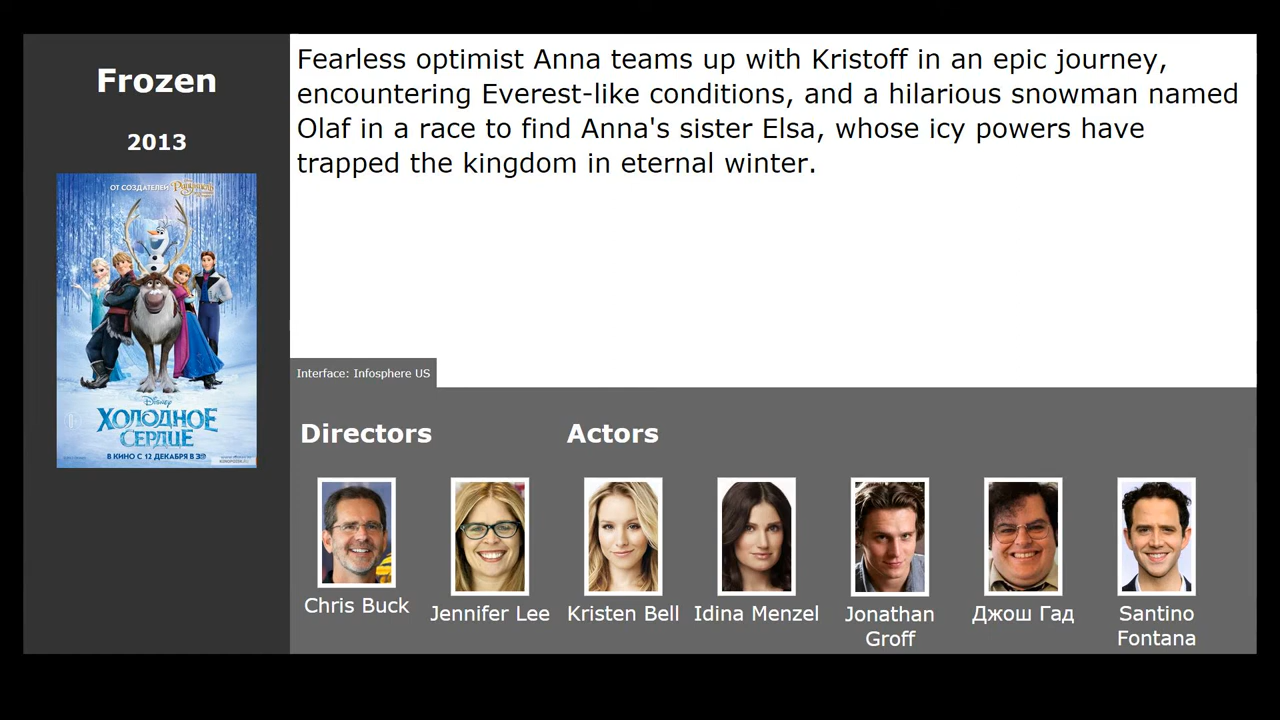 Frozen
2013
ОТ СОЗДАТЕЛЕЙ Рапунцель
Disney
ХОЛОДНОЕ
СЕРДЦЕ
В КИНО С 12 ДЕКАБРЯ В 3D
Fearless optimist Anna teams up with Kristoff in an epic journey,
encountering Everest-like conditions, and a hilarious snowman named
Olaf in a race to find Anna's sister Elsa, whose icy powers have
trapped the kingdom in eternal winter.
Interface: Infosphere US
Directors
Actors
Chris Buck
Jennifer Lee
Kristen Bell
Idina Menzel
Jonathan
Groff
Джош Гад
Santino
Fontana